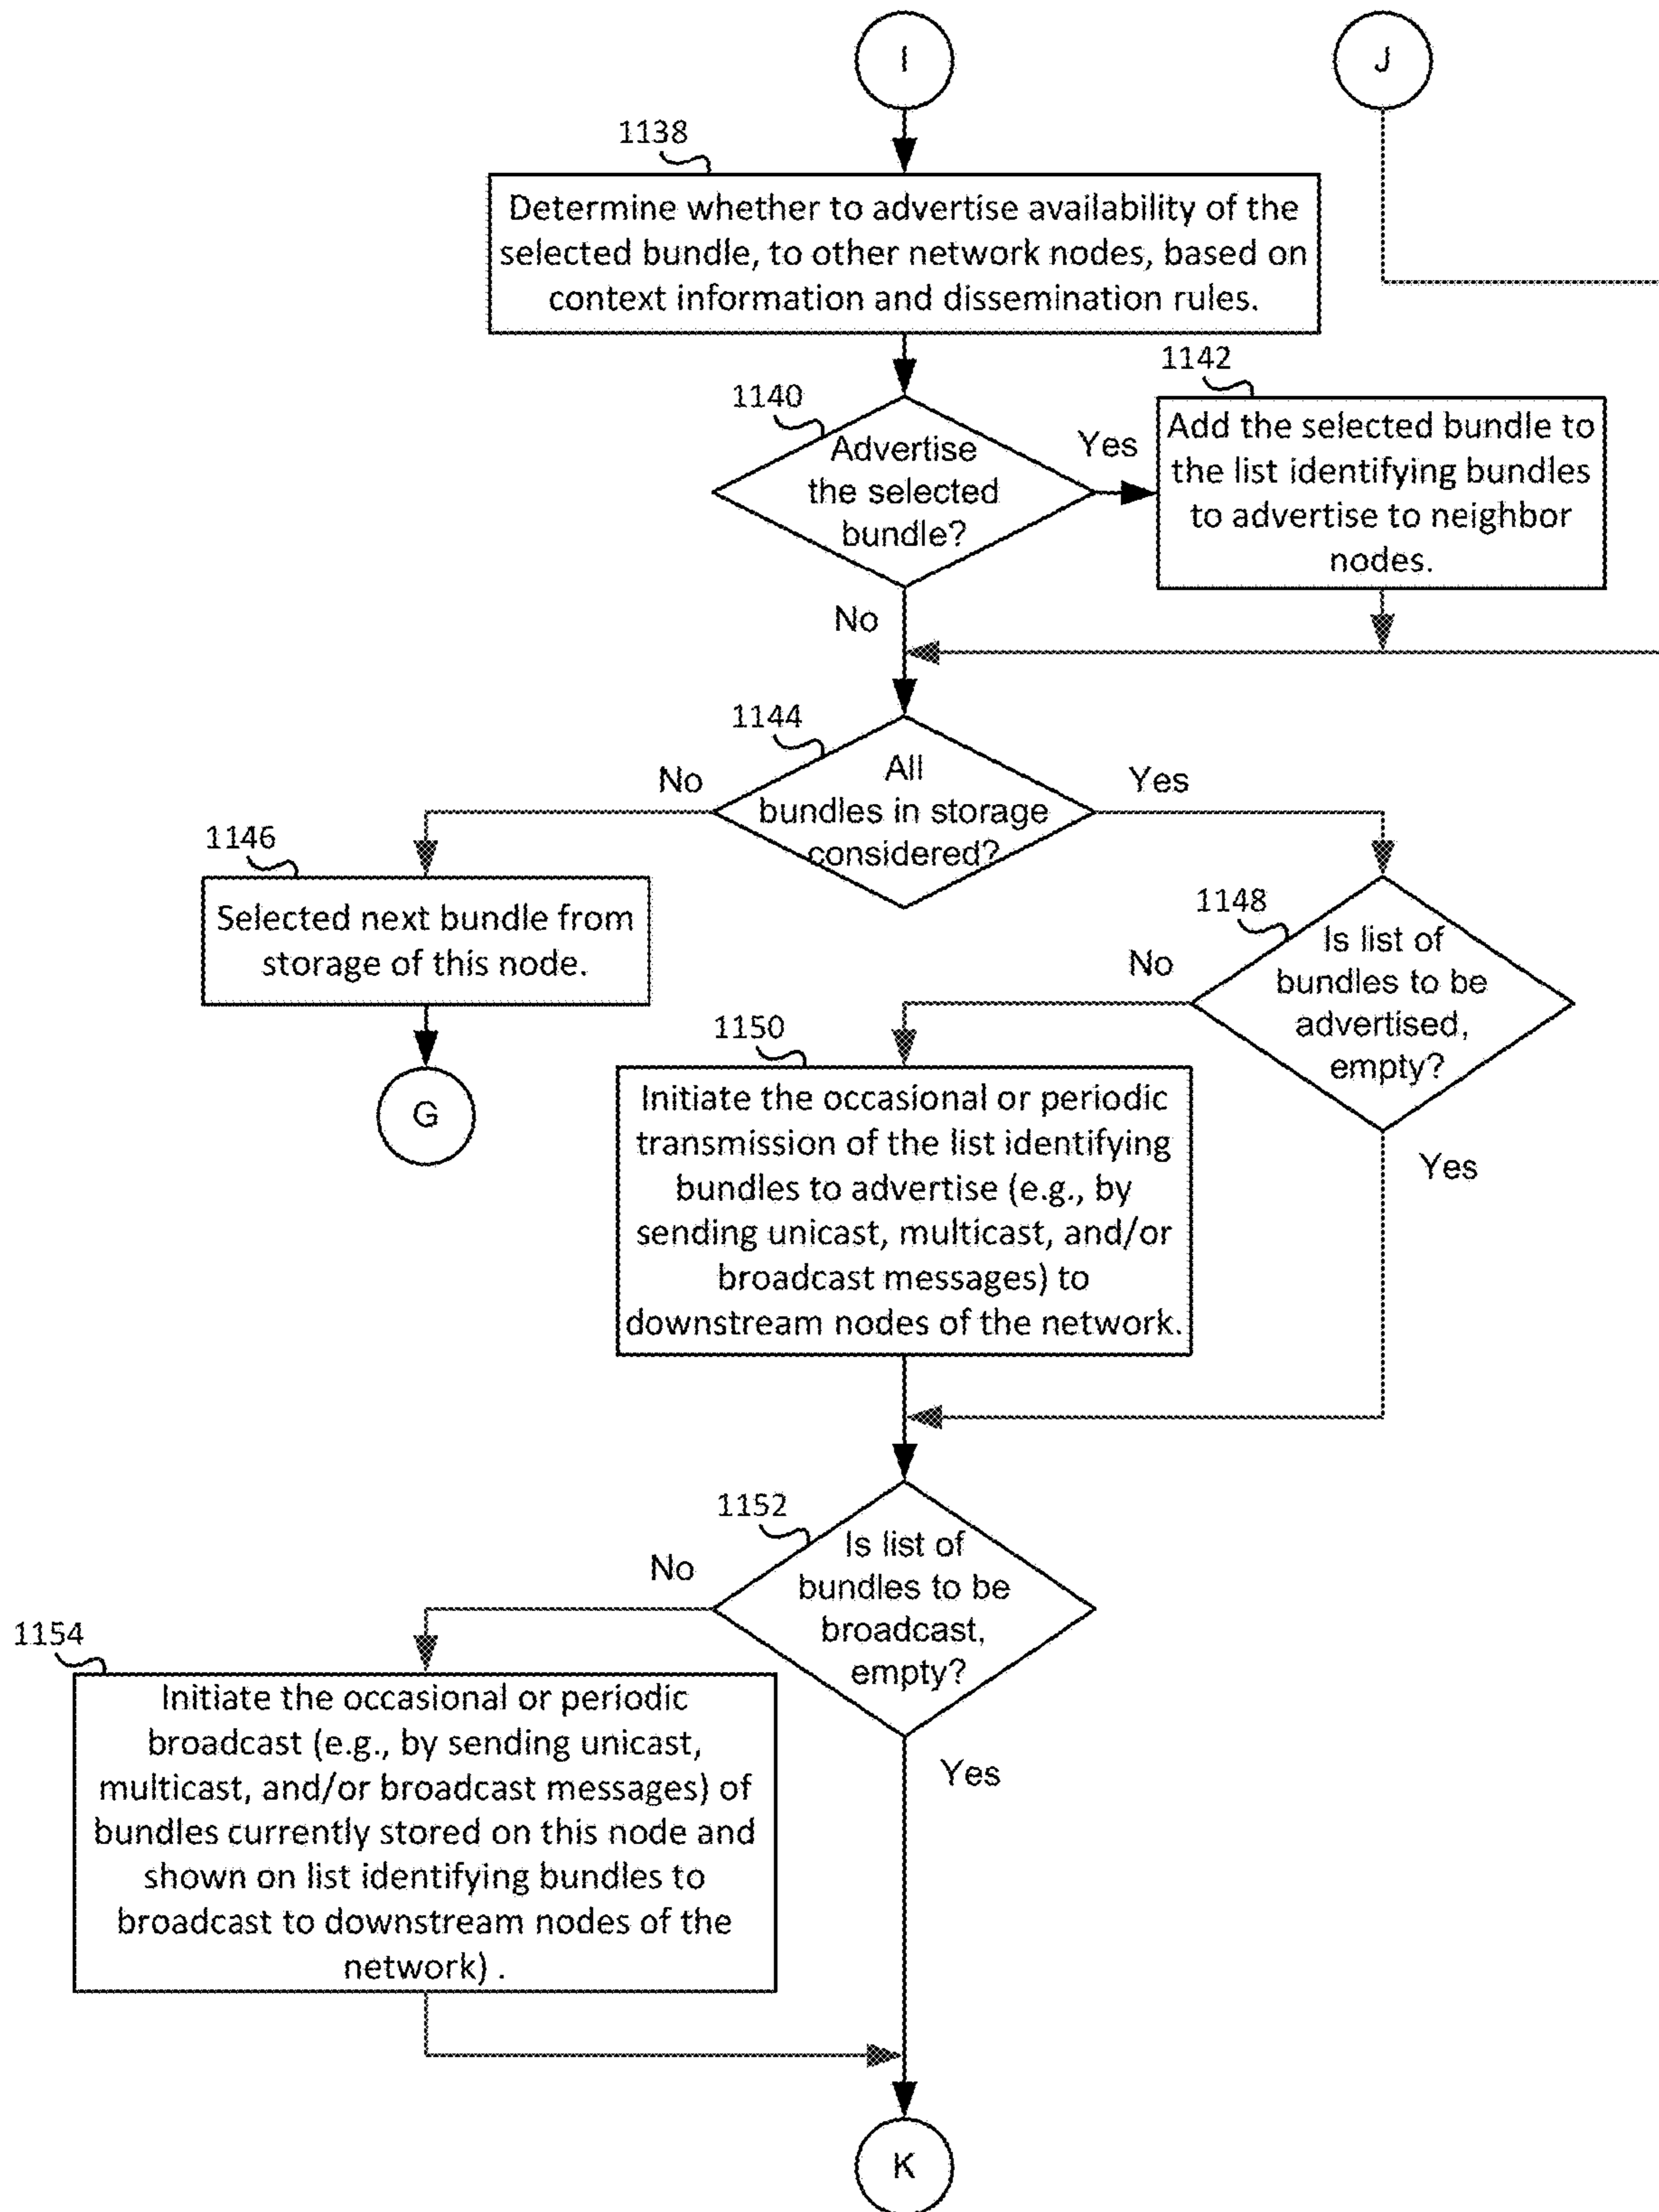 I
J
1138
Determine whether to advertise availability of the
selected bundle, to other network nodes, based on
context information and dissemination rules.
1140
Advertise
the selected
bundle?
Yes
1142
Add the selected bundle to
the list identifying bundles
to advertise to neighbor
nodes.
No
1144
All
bundles in storage
considered?
No
Yes
1146
Selected next bundle from
storage of this node.
G
1148
Is list of
bundles to be
advertised,
empty?
No
Yes
1150
Initiate the occasional or periodic
transmission of the list identifying
bundles to advertise (e.g., by
sending unicast, multicast, and/or
broadcast messages) to
downstream nodes of the network.
1152
Is list of
bundles to be
broadcast,
empty?
No
Yes
1154
Initiate the occasional or periodic
broadcast (e.g., by sending unicast,
multicast, and/or broadcast messages) of
bundles currently stored on this node and
shown on list identifying bundles to
broadcast to downstream nodes of the
network) .
K